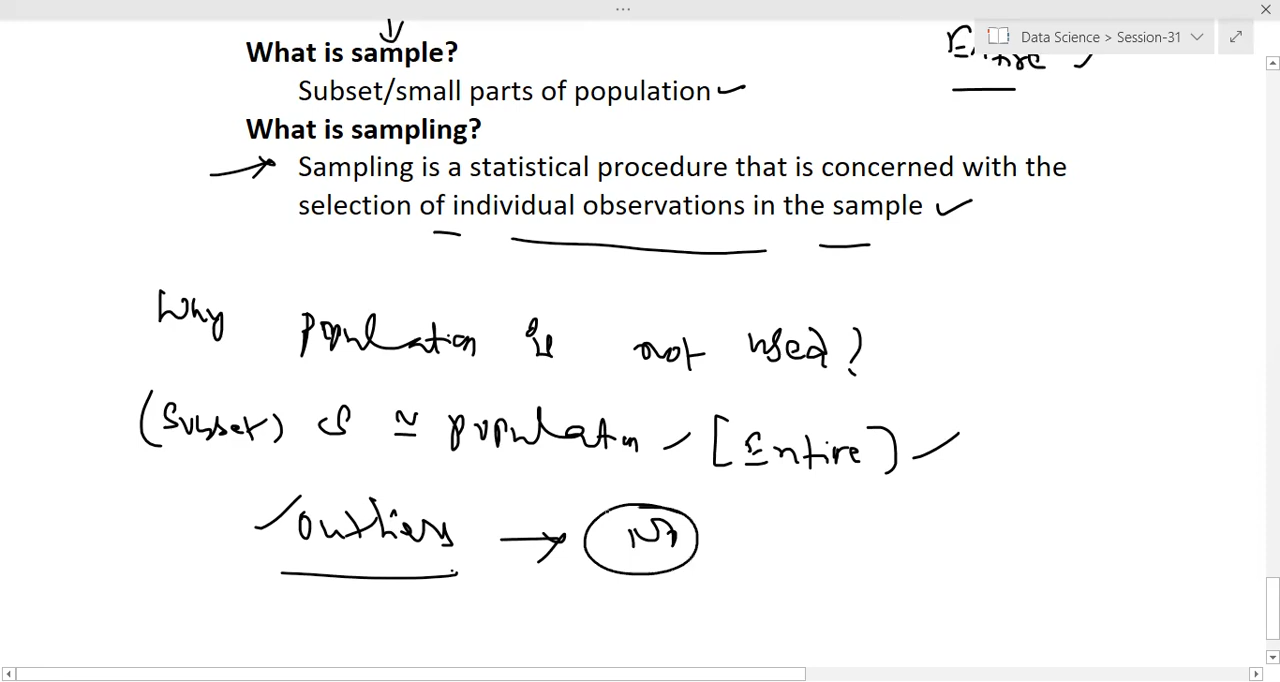 Entire
Data Science > Session-31
What is sample?
Subset/small parts of population
What is sampling?
Sampling is a statistical procedure that is concerned with the
selection of individual observations in the sample
Why population is not used?
(Subset) is ≃ population [Entire]
outliers →